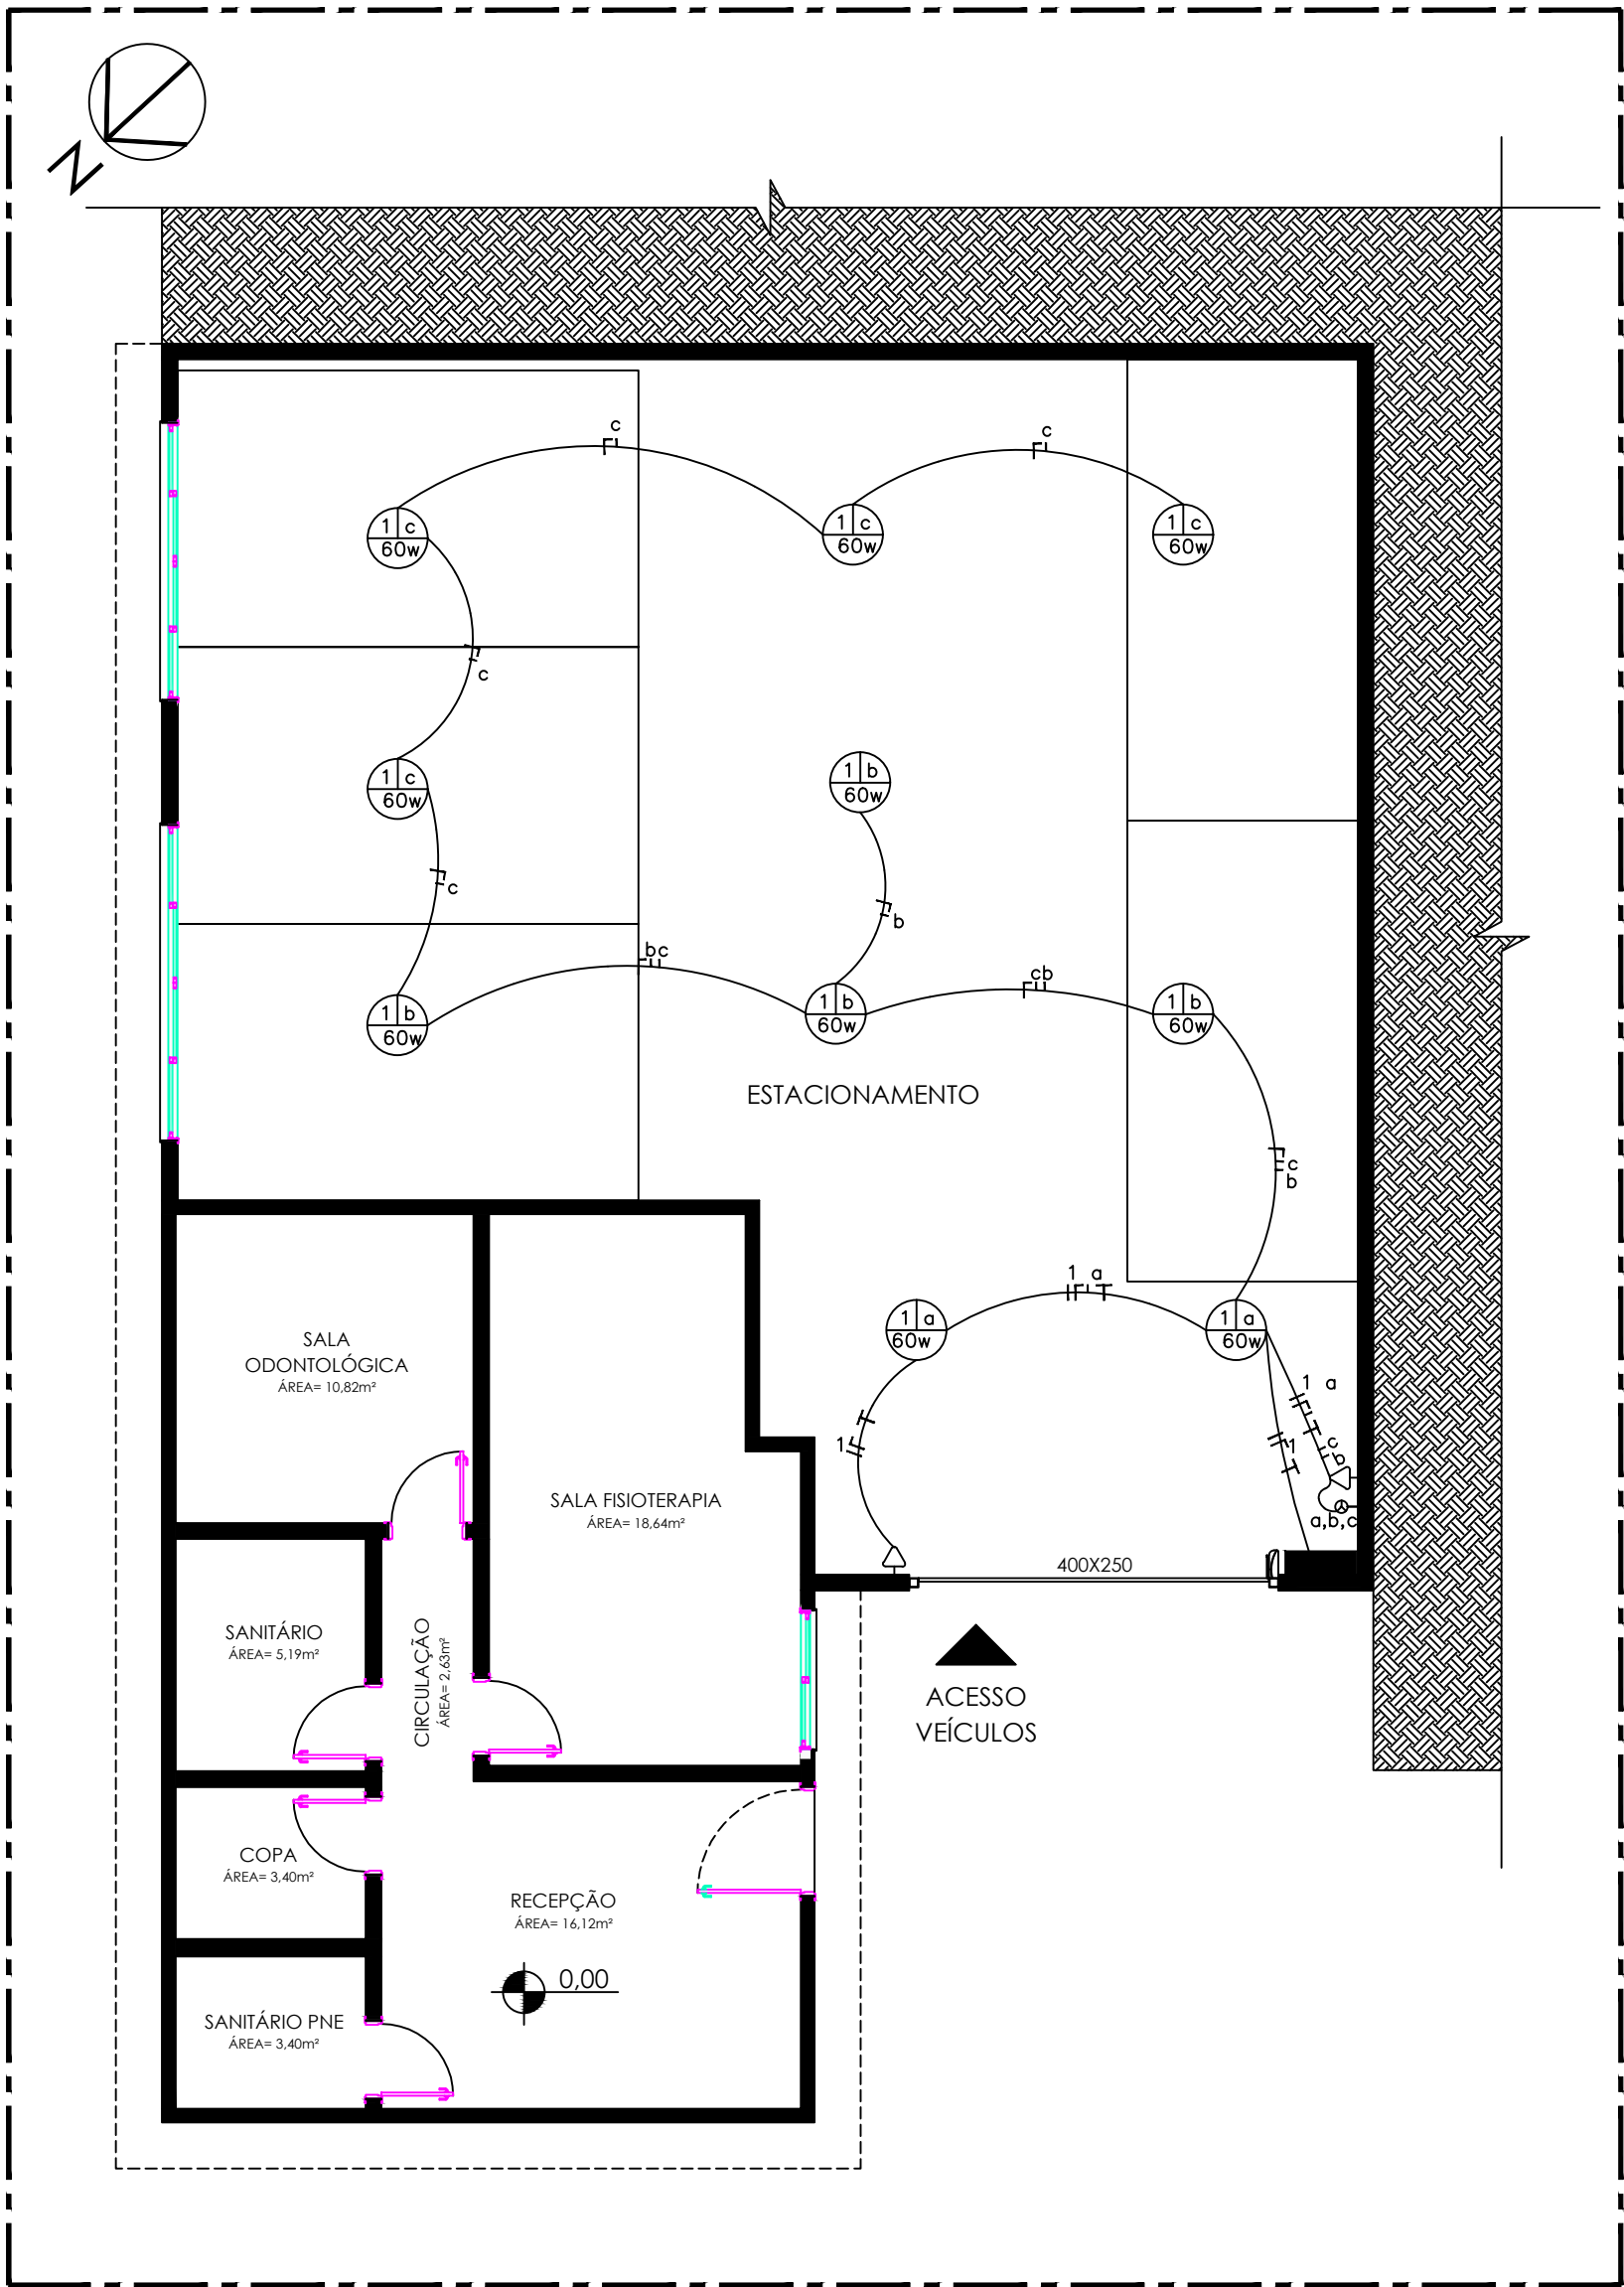 N
c
c
1 c
60w
1 c
60w
1 c
60w
c
1 c
60w
1 b
60w
c
b
bc
cb
1 b
60w
1 b
60w
1 b
60w
ESTACIONAMENTO
c
b
1 a
1 a
60w
1 a
60w
SALA
ODONTOLÓGICA
ÁREA= 10,82m²
1 a
1
1
c
b
SALA FISIOTERAPIA
ÁREA= 18,64m²
a,b,c
400X250
SANITÁRIO
ÁREA= 5,19m²
CIRCULAÇÃO
ÁREA= 2,63m²
ACESSO
VEÍCULOS
COPA
ÁREA= 3,40m²
RECEPÇÃO
ÁREA= 16,12m²
0,00
SANITÁRIO PNE
ÁREA= 3,40m²